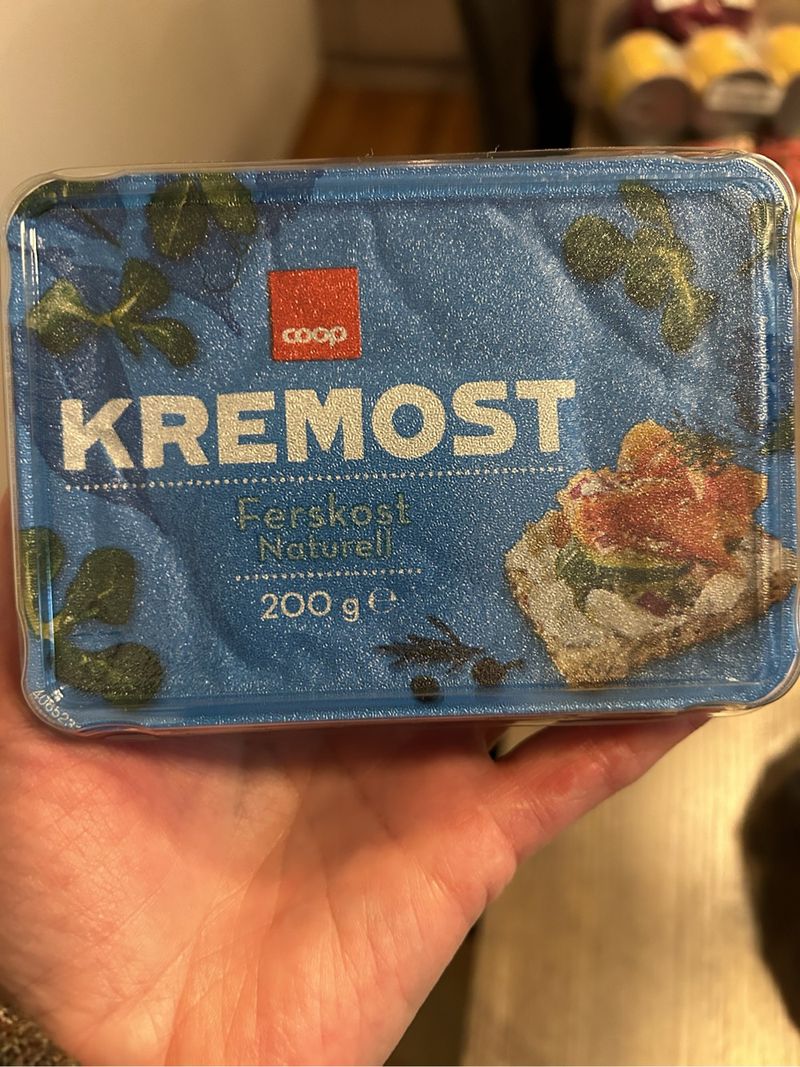 coop
KREMOST
Ferskost
Naturell
200 g ℮